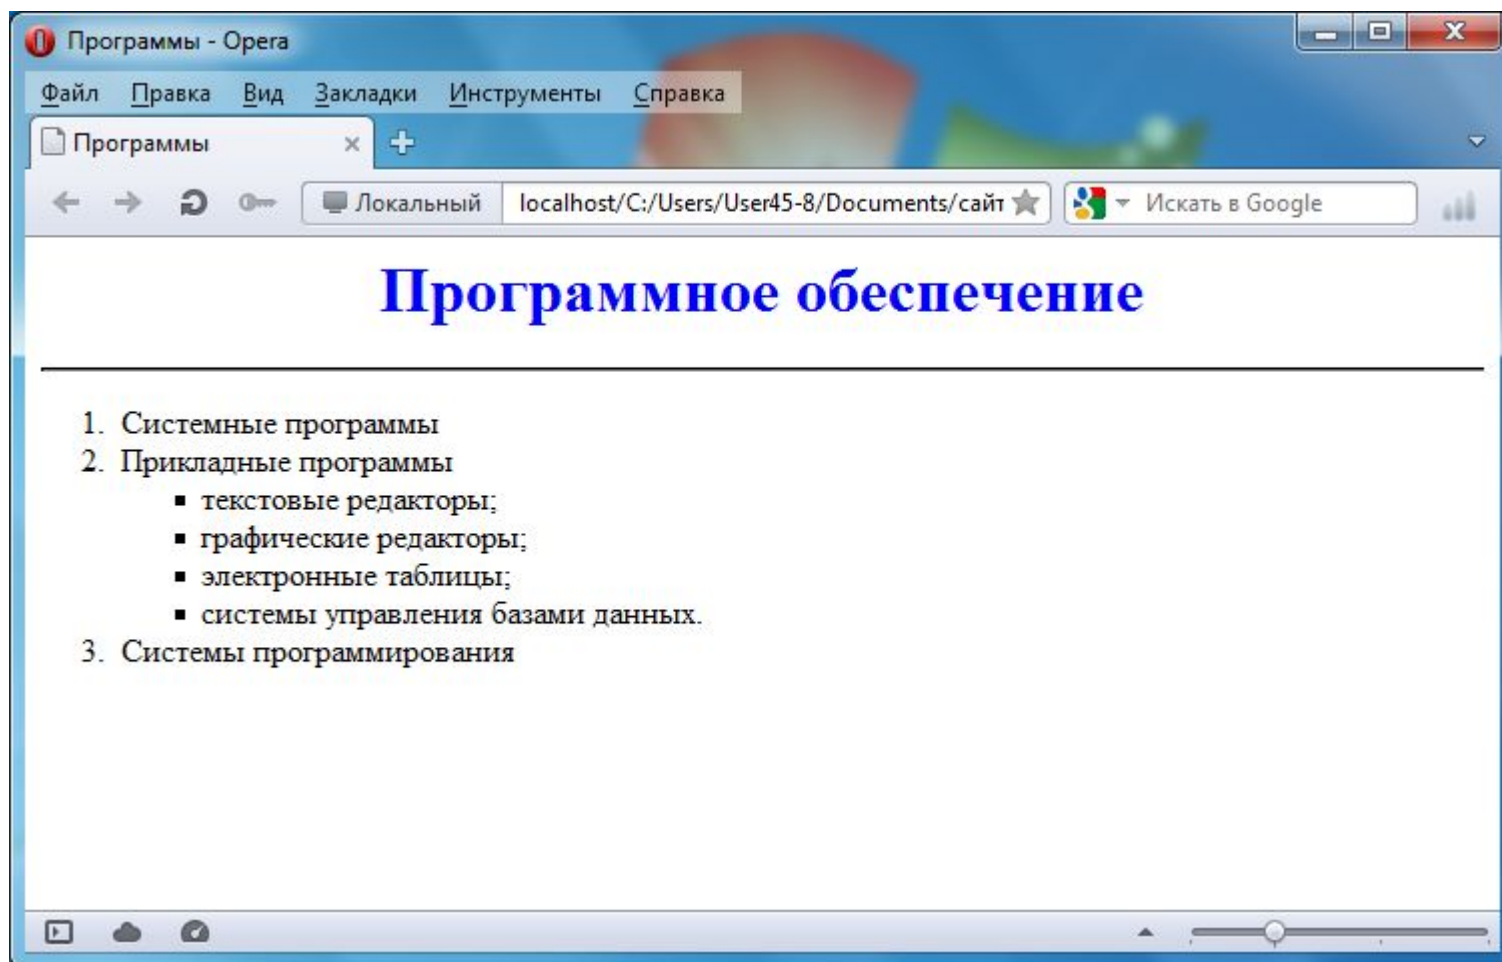 Программы - Opera
Файл Правка Вид Закладки Инструменты Справка
Программы
Локальный localhost/C:/Users/User45-8/Documents/сайт Искать в Google
Программное обеспечение
1. Системные программы
2. Прикладные программы
▪ текстовые редакторы;
▪ графические редакторы;
▪ электронные таблицы;
▪ системы управления базами данных.
3. Системы программирования